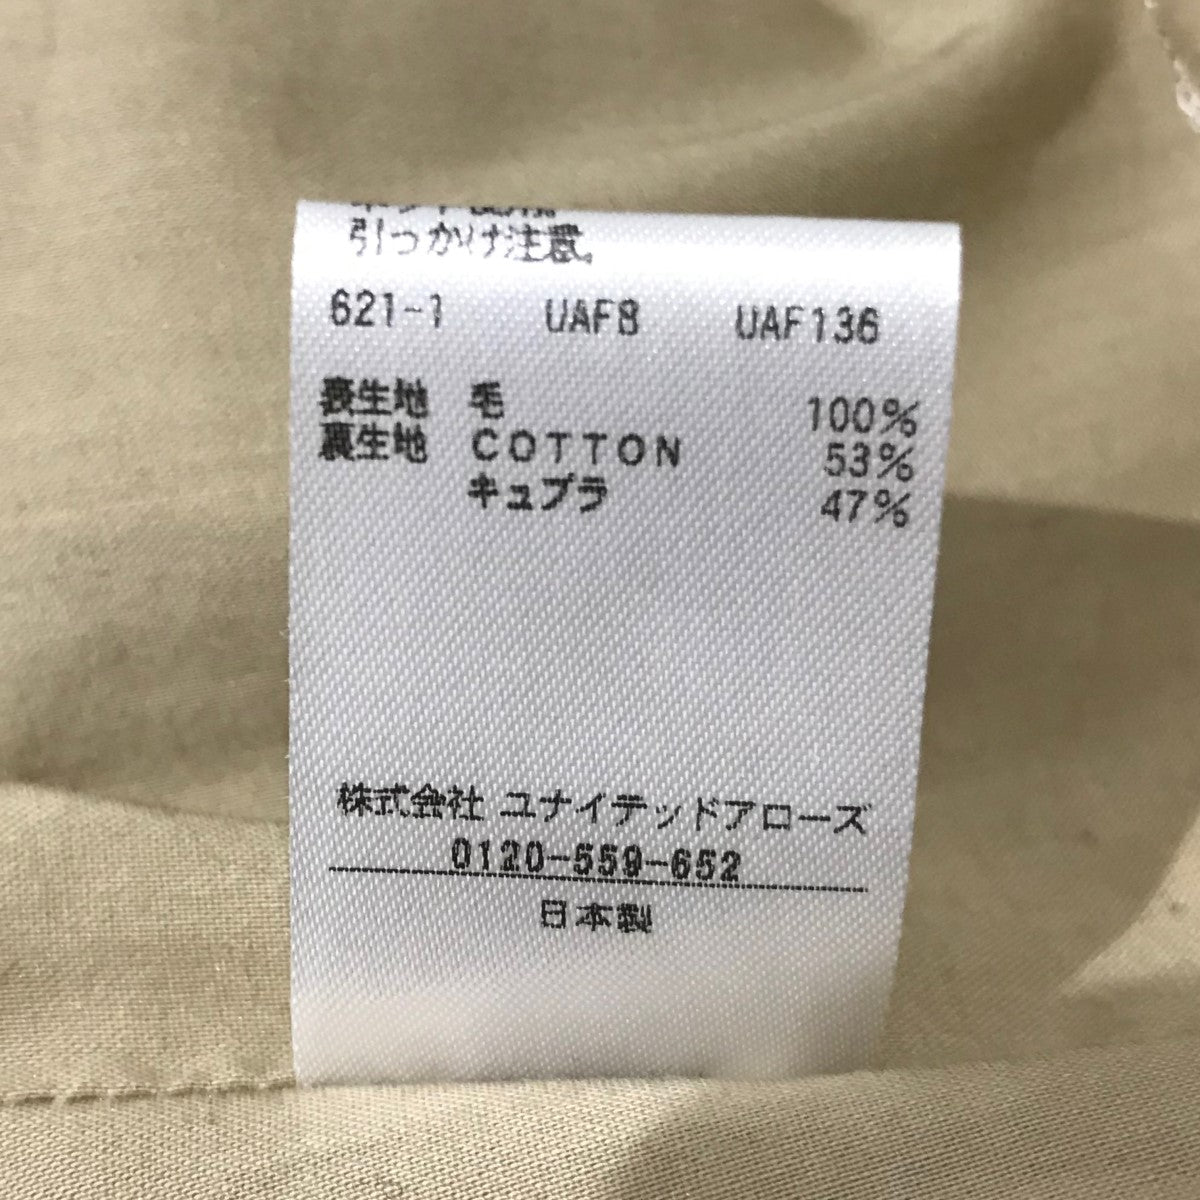 引っかけ注意。
621-1 UAF8 UAF136
表生地 毛 100%
裏生地 COTTON 53%
キュプラ 47%
株式会社 ユナイテッドアローズ
0120-559-652
日本製